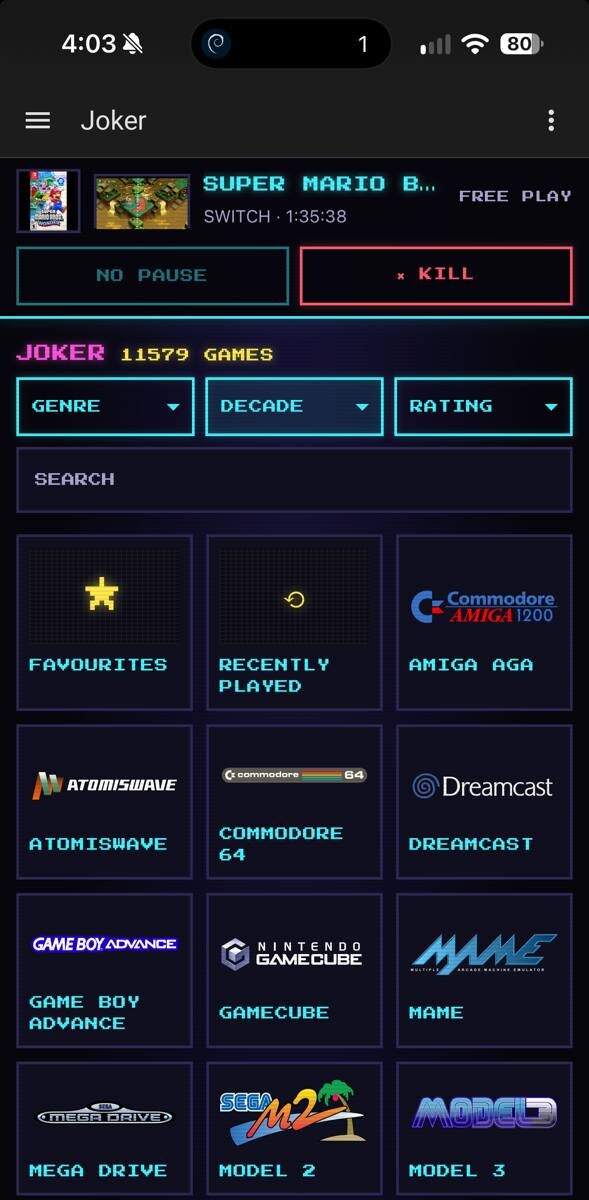 4:03
1
80
Joker
SUPER MARIO B...
SWITCH · 1:35:38
FREE PLAY
NO PAUSE
× KILL
JOKER 11579 GAMES
GENRE
DECADE
RATING
SEARCH
FAVOURITES
RECENTLY
PLAYED
Commodore
AMIGA 1200
AMIGA AGA
ATOMISWAVE
ATOMISWAVE
commodore 64
COMMODORE
64
Dreamcast
DREAMCAST
GAME BOY ADVANCE
GAME BOY
ADVANCE
NINTENDO
GAMECUBE
GAMECUBE
MAME
MULTIPLE ARCADE MACHINE EMULATOR
MAME
SEGA
MEGA DRIVE
MEGA DRIVE
SEGA M2
MODEL 2
MODEL3
MODEL 3